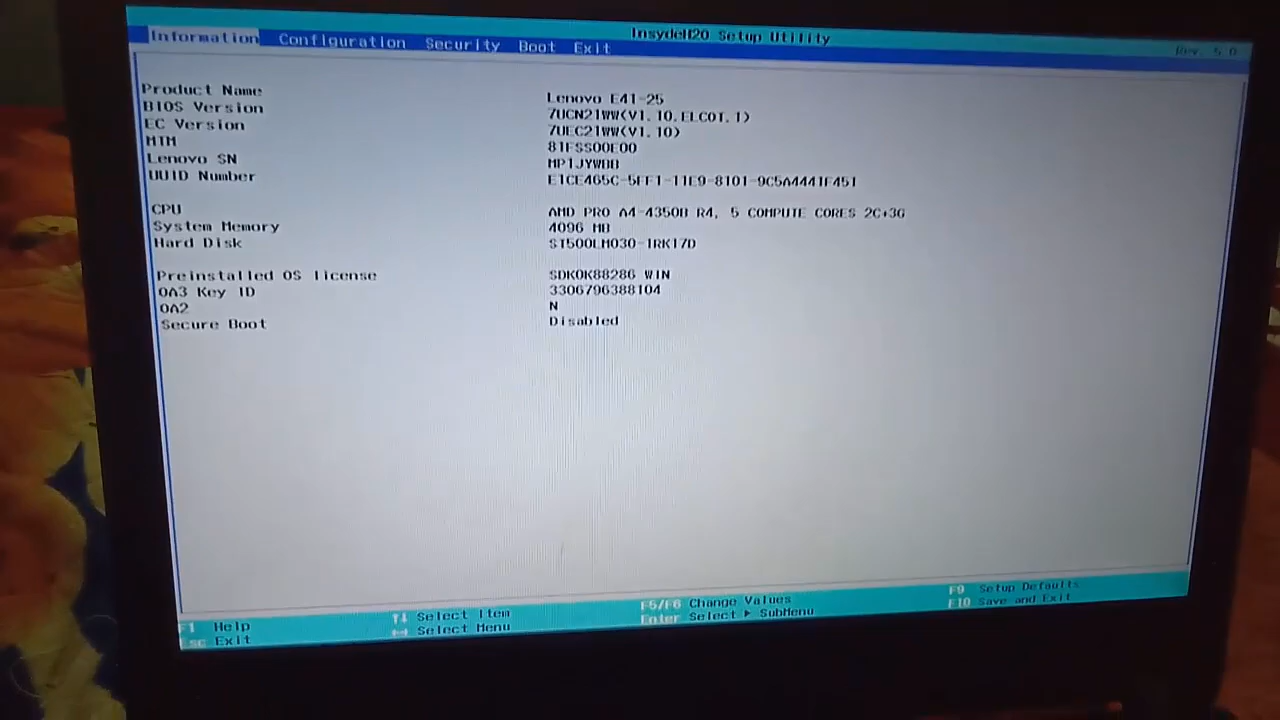 InsydeH20 Setup Utility
Rev. 5.0
Information Configuration Security Boot Exit
Product Name Lenovo E41-25
BIOS Version 7UCN21WW(V1.10.ELCOT.1)
EC Version 7UEC21WW(V1.10)
MTM 81FSS00E00
Lenovo SN MP1JYWDB
UUID Number E1CE465C-5FF1-11E9-8101-9C5A4441F451
CPU AMD PRO A4-4350B R4, 5 COMPUTE CORES 2C+3G
System Memory 4096 MB
Hard Disk ST500LM030-1RK17D
Preinstalled OS license SDK0K88286 WIN
OA3 Key ID 3306796388104
OA2 N
Secure Boot Disabled
F1 Help ↑↓ Select Item F5/F6 Change Values F9 Setup Defaults
Esc Exit ↔ Select Menu Enter Select ▶ SubMenu F10 Save and Exit